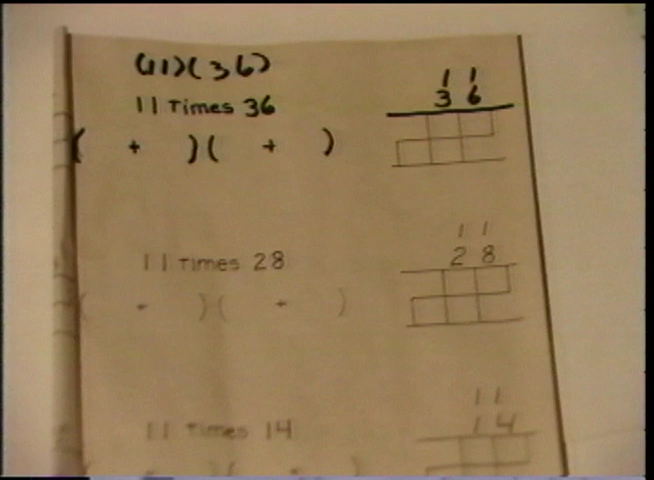 (11)(36)
11 Times 36
( + )( + )
11
36
11 Times 28
( + )( + )
11
28
11 Times 14
( + )( + )
11
14